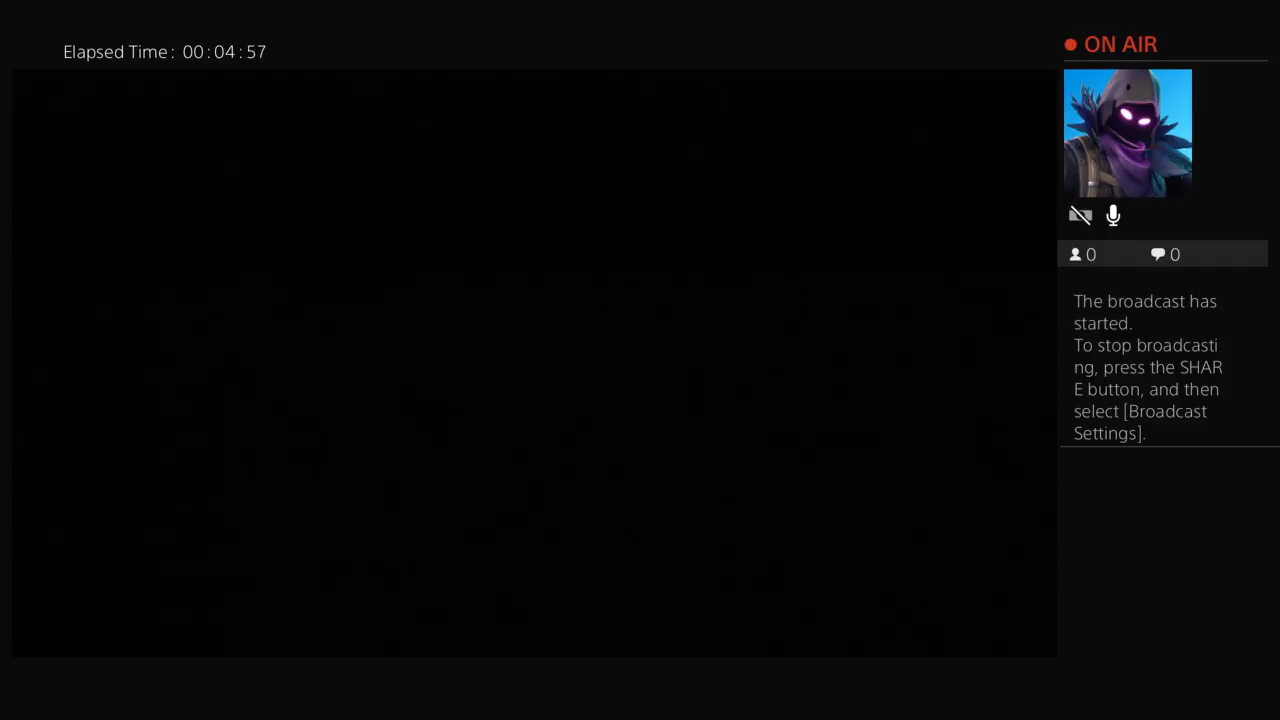 Elapsed Time: 00:04:57
ON AIR
0 0
The broadcast has
started.
To stop broadcasti
ng, press the SHAR
E button, and then
select [Broadcast
Settings].